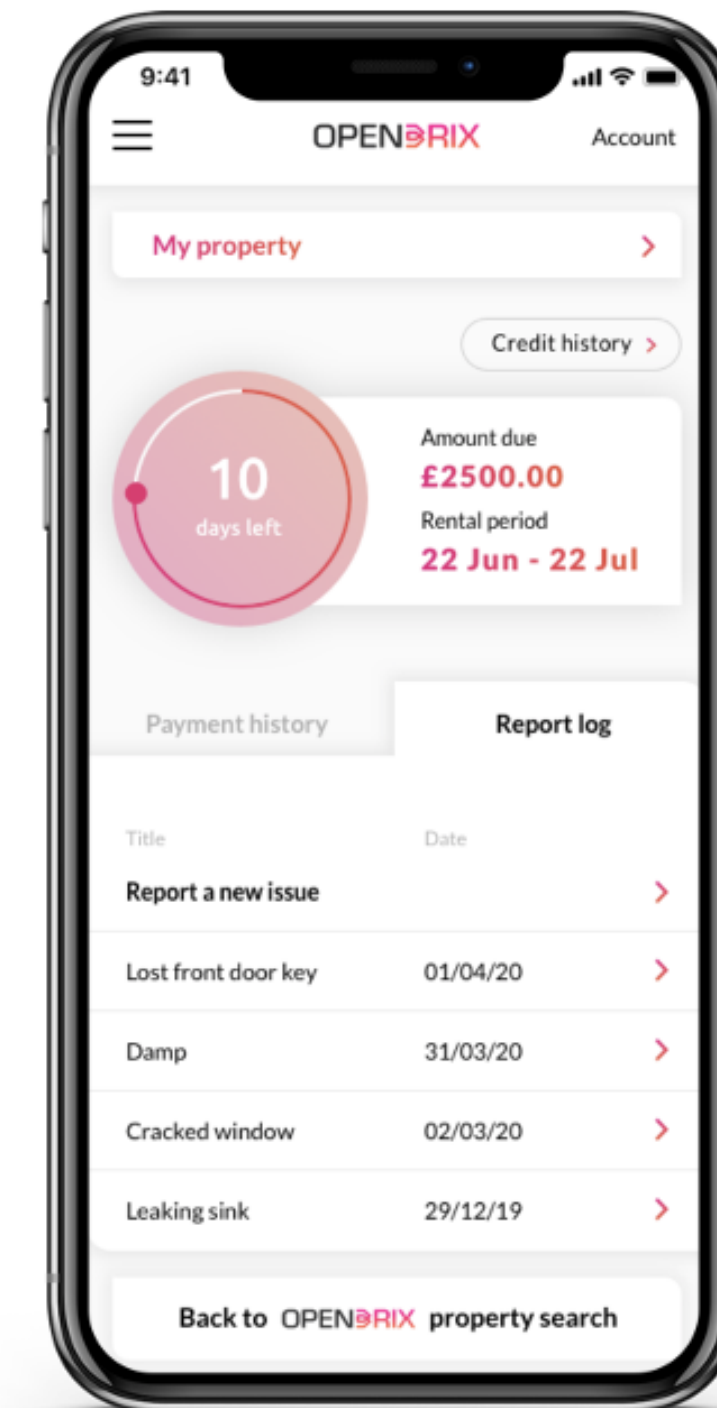 9:41
OPENBRIX
Account
My property
Credit history
10
days left
Amount due
£2500.00
Rental period
22 Jun - 22 Jul
Payment history
Report log
Title Date
Report a new issue
Lost front door key 01/04/20
Damp 31/03/20
Cracked window 02/03/20
Leaking sink 29/12/19
Back to OPENBRIX property search